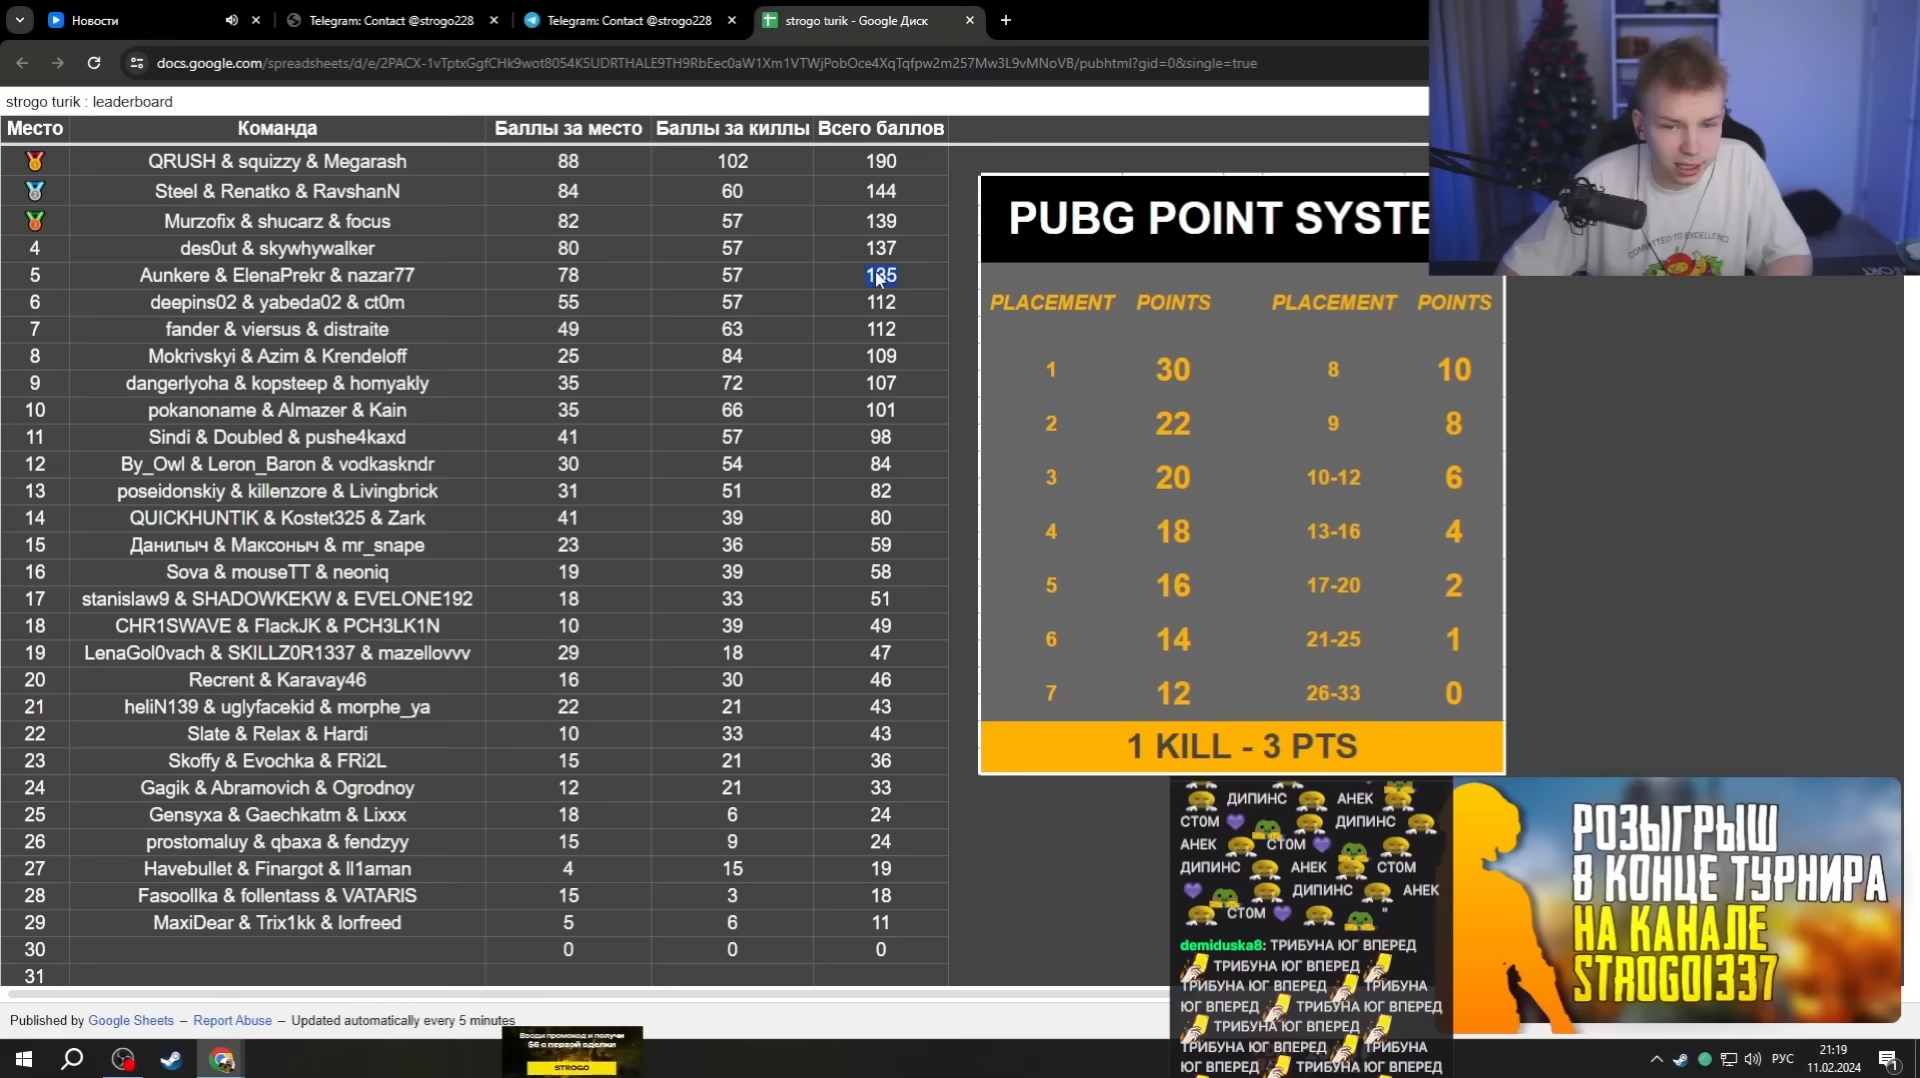 Новости
Telegram: Contact @strogo228
Telegram: Contact @strogo228
strogo turik - Google Диск
docs.google.com/spreadsheets/d/e/2PACX-1vTptxGgfCHk9wot8054K5UDRTHALE9TH9RbEec0aW1Xm1VTWjPobOce4XqTqfpw2m257Mw3L9vMNoVB/pubhtml?gid=0&single=true
strogo turik : leaderboard
Место Команда Баллы за место Баллы за киллы Всего баллов
QRUSH & squizzy & Megarash 88 102 190
Steel & Renatko & RavshanN 84 60 144
Murzofix & shucarz & focus 82 57 139
4 des0ut & skywhywalker 80 57 137
5 Aunkere & ElenaPrekr & nazar77 78 57 135
6 deepins02 & yabeda02 & ct0m 55 57 112
7 fander & viersus & distraite 49 63 112
8 Mokrivskyi & Azim & Krendeloff 25 84 109
9 dangerlyoha & kopsteep & homyakly 35 72 107
10 pokanoname & Almazer & Kain 35 66 101
11 Sindi & Doubled & pushe4kaxd 41 57 98
12 By_Owl & Leron_Baron & vodkaskndr 30 54 84
13 poseidonskiy & killenzore & Livingbrick 31 51 82
14 QUICKHUNTIK & Kostet325 & Zark 41 39 80
15 Данилыч & Максоныч & mr_snape 23 36 59
16 Sova & mouseTT & neoniq 19 39 58
17 stanislaw9 & SHADOWKEKW & EVELONE192 18 33 51
18 CHR1SWAVE & FlackJK & PCH3LK1N 10 39 49
19 LenaGol0vach & SKILLZ0R1337 & mazellovvv 29 18 47
20 Recrent & Karavay46 16 30 46
21 heliN139 & uglyfacekid & morphe_ya 22 21 43
22 Slate & Relax & Hardi 10 33 43
23 Skoffy & Evochka & FRi2L 15 21 36
24 Gagik & Abramovich & Ogrodnoy 12 21 33
25 Gensyxa & Gaechkatm & Lixxx 18 6 24
26 prostomaluy & qbaxa & fendzyy 15 9 24
27 Havebullet & Finargot & ll1aman 4 15 19
28 Fasoollka & follentass & VATARIS 15 3 18
29 MaxiDear & Trix1kk & lorfreed 5 6 11
30 0 0 0
31
PUBG POINT SYSTE
PLACEMENT POINTS PLACEMENT POINTS
1 30 8 10
2 22 9 8
3 20 10-12 6
4 18 13-16 4
5 16 17-20 2
6 14 21-25 1
7 12 26-33 0
1 KILL - 3 PTS
COMMITTED TO EXCELLENCE
ДИПИНС АНЕК
СТОМ ДИПИНС
АНЕК СТОМ
ДИПИНС АНЕК СТОМ
ДИПИНС АНЕК
СТОМ "
demiduska8: ТРИБУНА ЮГ ВПЕРЕД
ТРИБУНА ЮГ ВПЕРЕД
ТРИБУНА ЮГ ВПЕРЕД ТРИБУНА
ЮГ ВПЕРЕД ТРИБУНА ЮГ ВПЕРЕД
ТРИБУНА ЮГ ВПЕРЕД
ТРИБУНА ЮГ ВПЕРЕД ТРИБУНА
ЮГ ВПЕРЕД ТРИБУНА ЮГ ВПЕРЕД
РОЗЫГРЫШ
В КОНЦЕ ТУРНИРА
НА КАНАЛЕ
STROGO1337
Published by Google Sheets – Report Abuse – Updated automatically every 5 minutes
Вводи промокод и получи
$6 с первой сделки
STROGO
РУС
21:19
11.02.2024
1